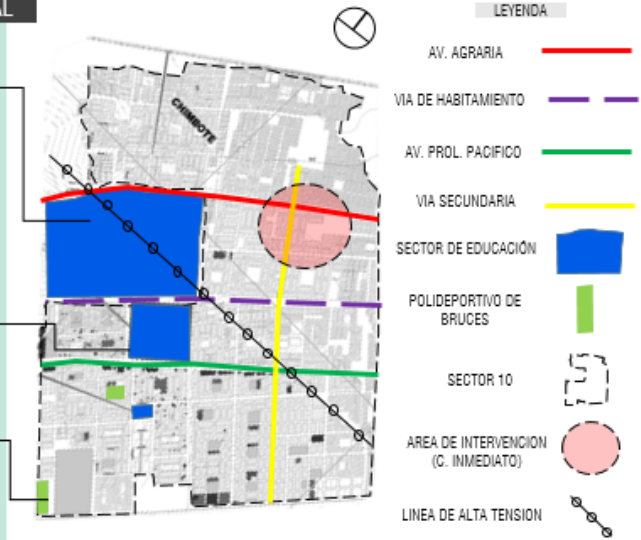 AL
CHIMBOTE
LEYENDA
AV. AGRARIA
VIA DE HABITAMIENTO
AV. PROL. PACIFICO
VIA SECUNDARIA
SECTOR DE EDUCACIÓN
POLIDEPORTIVO DE
BRUCES
SECTOR 10
AREA DE INTERVENCION
(C. INMEDIATO)
LINEA DE ALTA TENSION